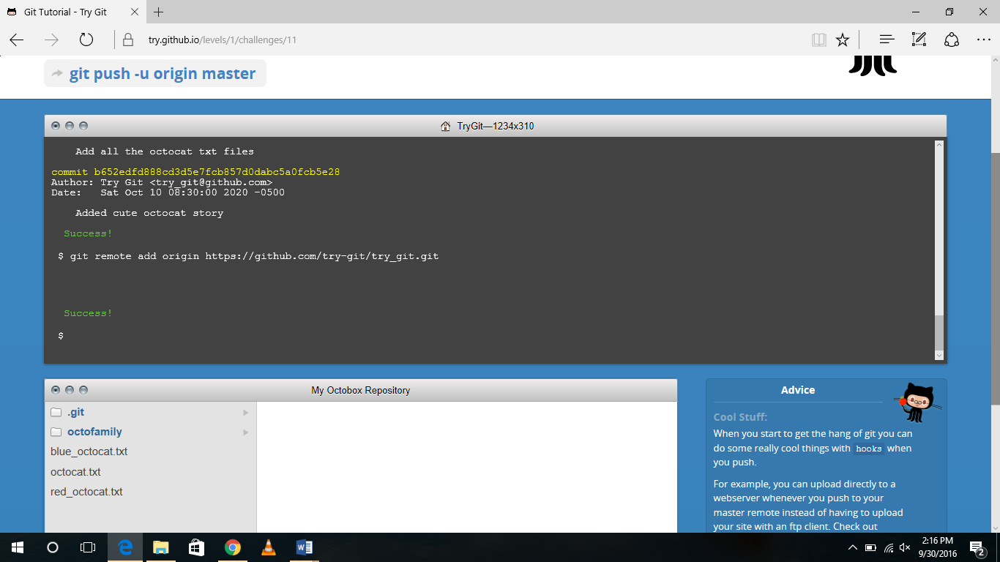 Git Tutorial - Try Git
try.github.io/levels/1/challenges/11
git push -u origin master
TryGit—1234x310
Add all the octocat txt files
commit b652edfd888cd3d5e7fcb857d0dabc5a0fcb5e28
Author: Try Git <try_git@github.com>
Date: Sat Oct 10 08:30:00 2020 -0500
Added cute octocat story
Success!
$ git remote add origin https://github.com/try-git/try_git.git
Success!
$
My Octobox Repository
.git
octofamily
blue_octocat.txt
octocat.txt
red_octocat.txt
Advice
Cool Stuff:
When you start to get the hang of git you can
do some really cool things with hooks when
you push.
For example, you can upload directly to a
webserver whenever you push to your
master remote instead of having to upload
your site with an ftp client. Check out
2:16 PM
9/30/2016
2